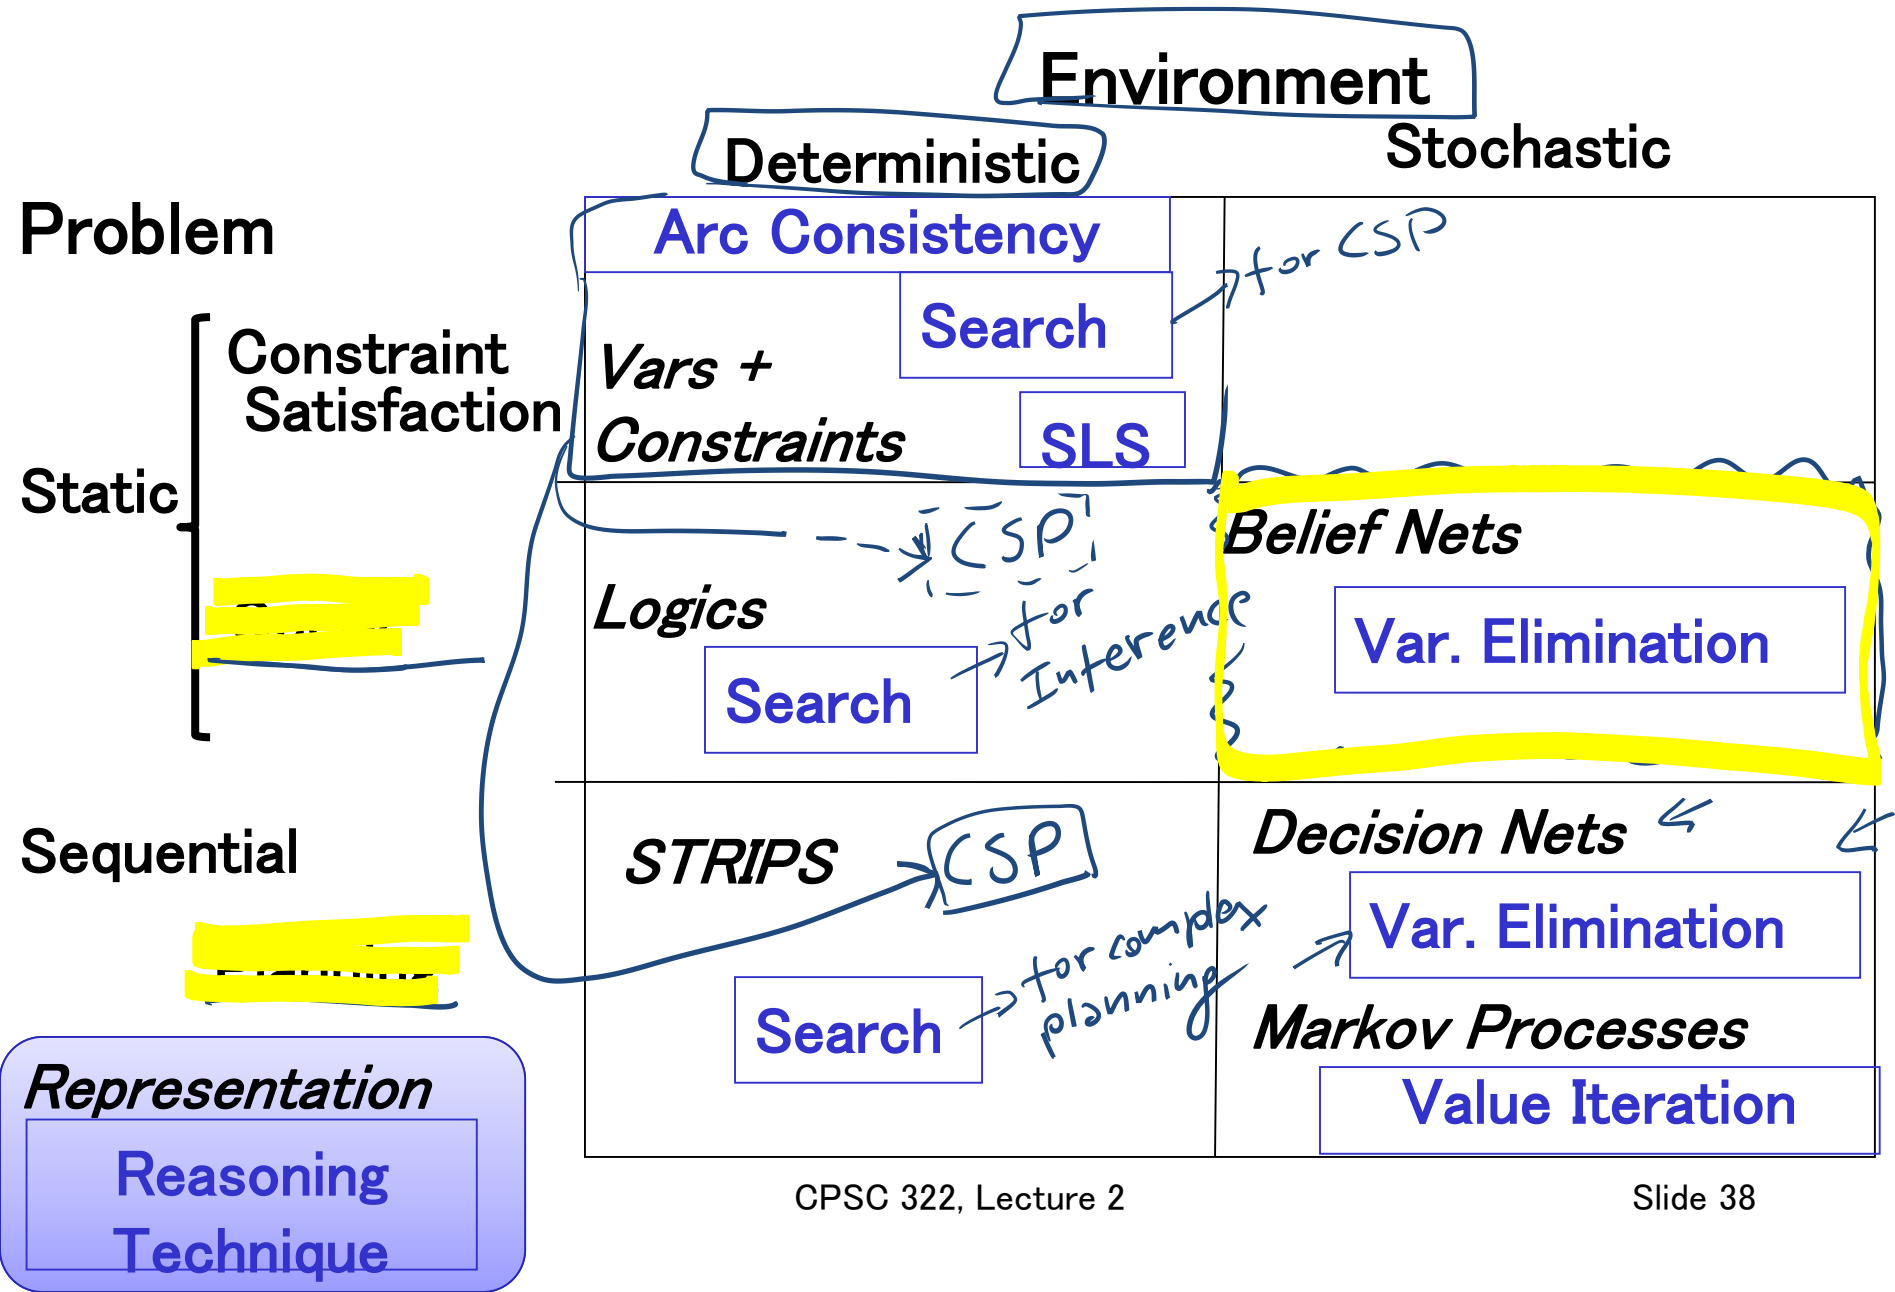 Environment
Deterministic
Stochastic
Problem
Arc Consistency
for CSP
Search
Constraint
Satisfaction
Vars +
Constraints
SLS
Static
CSP
Belief Nets
Logics
for
Inference
Var. Elimination
Search
Sequential
STRIPS
CSP
Decision Nets
Var. Elimination
for complex
planning
Search
Markov Processes
Value Iteration
Representation
Reasoning
Technique
CPSC 322, Lecture 2
Slide 38